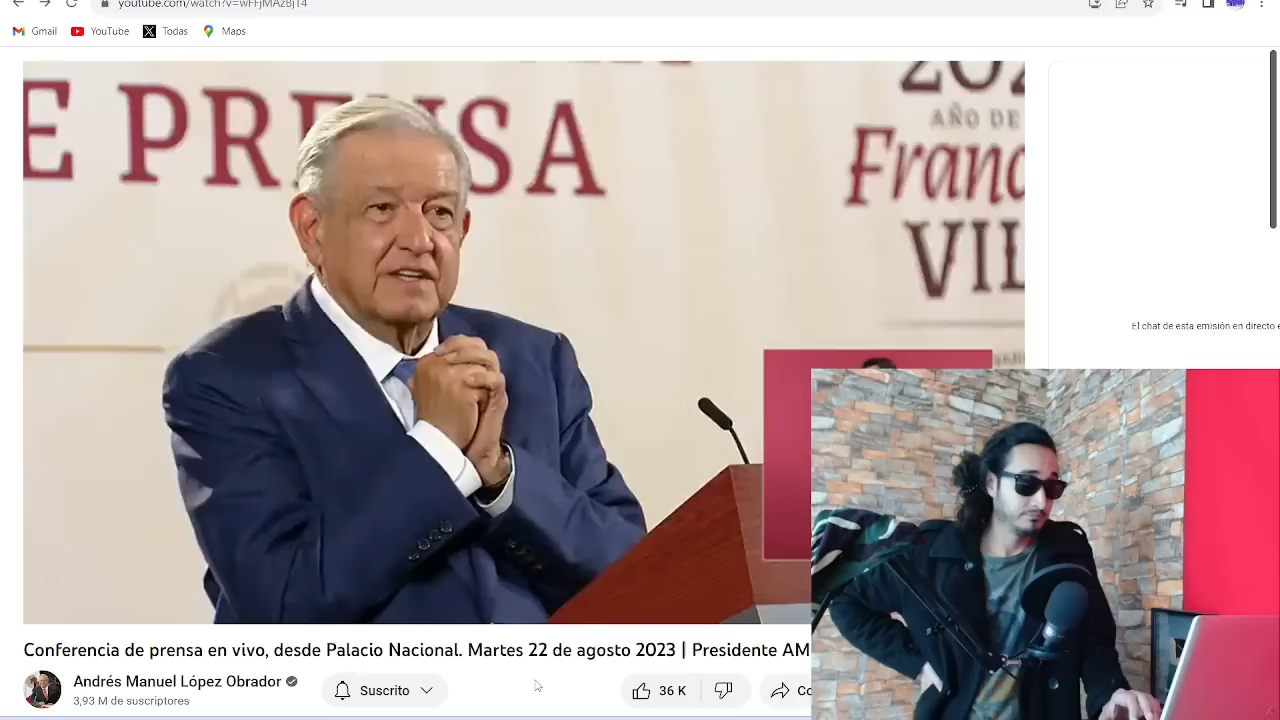 youtube.com/watch?v=wFFjMAzBjT4
Gmail YouTube Todas Maps
E PRENSA
202
AÑO DE
Franc
VIL
El chat de esta emisión en directo e
Conferencia de prensa en vivo, desde Palacio Nacional. Martes 22 de agosto 2023 | Presidente AM
Andrés Manuel López Obrador
3,93 M de suscriptores
Suscrito
36 K
Co